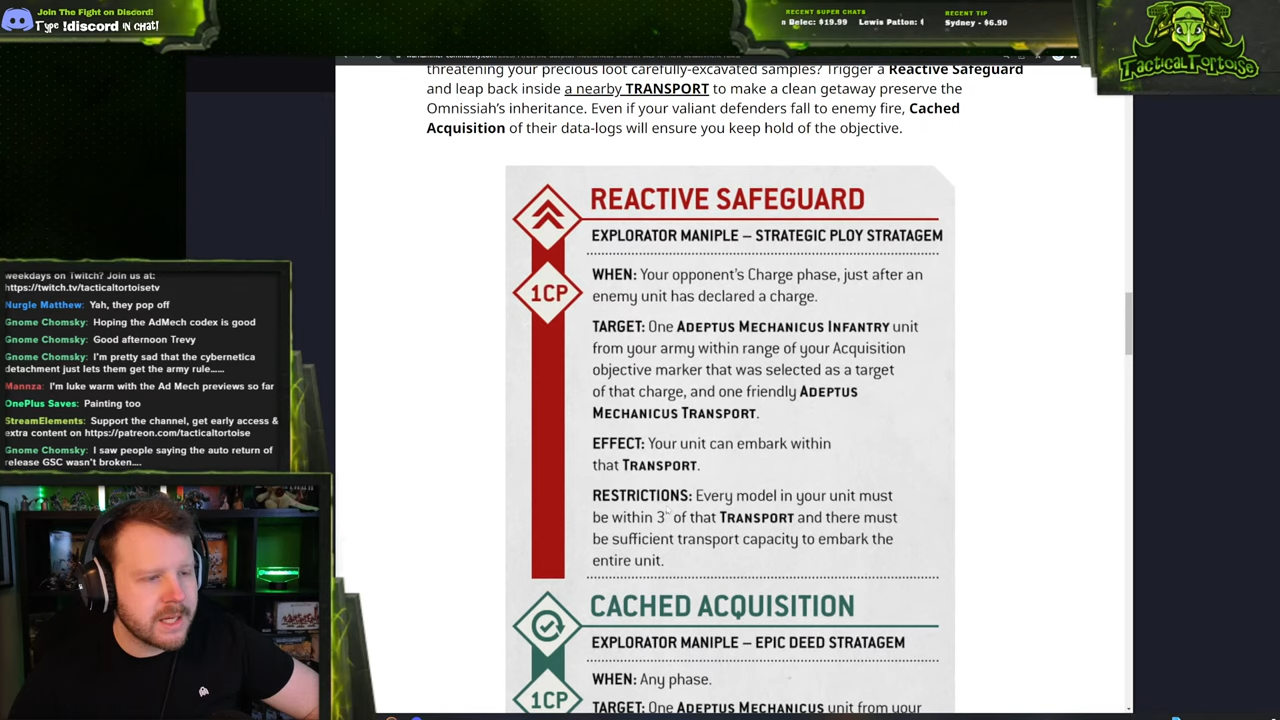 Join The Fight on Discord!
Type !discord in chat!
RECENT SUPER CHATS
n Belec: $19.99 Lewis Patton: $
RECENT TIP
Sydney - $6.90
TACTICALTORTOISE
threatening your precious loot carefully-excavated samples? Trigger a Reactive Safeguard
and leap back inside a nearby TRANSPORT to make a clean getaway preserve the
Omnissiah's inheritance. Even if your valiant defenders fall to enemy fire, Cached
Acquisition of their data-logs will ensure you keep hold of the objective.
REACTIVE SAFEGUARD
EXPLORATOR MANIPLE – STRATEGIC PLOY STRATAGEM
1CP
WHEN: Your opponent's Charge phase, just after an
enemy unit has declared a charge.
TARGET: One ADEPTUS MECHANICUS INFANTRY unit
from your army within range of your Acquisition
objective marker that was selected as a target
of that charge, and one friendly ADEPTUS
MECHANICUS TRANSPORT.
EFFECT: Your unit can embark within
that TRANSPORT.
RESTRICTIONS: Every model in your unit must
be within 3" of that TRANSPORT and there must
be sufficient transport capacity to embark the
entire unit.
CACHED ACQUISITION
EXPLORATOR MANIPLE – EPIC DEED STRATAGEM
1CP
WHEN: Any phase.
TARGET: One ADEPTUS MECHANICUS unit from your
weekdays on Twitch? Join us at:
https://twitch.tv/tacticaltortoisetv
Nurgle Matthew: Yah, they pop off
Gnome Chomsky: Hoping the AdMech codex is good
Gnome Chomsky: Good afternoon Trevy
Gnome Chomsky: I'm pretty sad that the cybernetica
detachment just lets them get the army rule......
Mannza: I'm luke warm with the Ad Mech previews so far
OnePlus Saves: Painting too
StreamElements: Support the channel, get early access &
extra content on https://patreon.com/tacticaltortoise
Gnome Chomsky: I saw people saying the auto return of
release GSC wasn't broken....